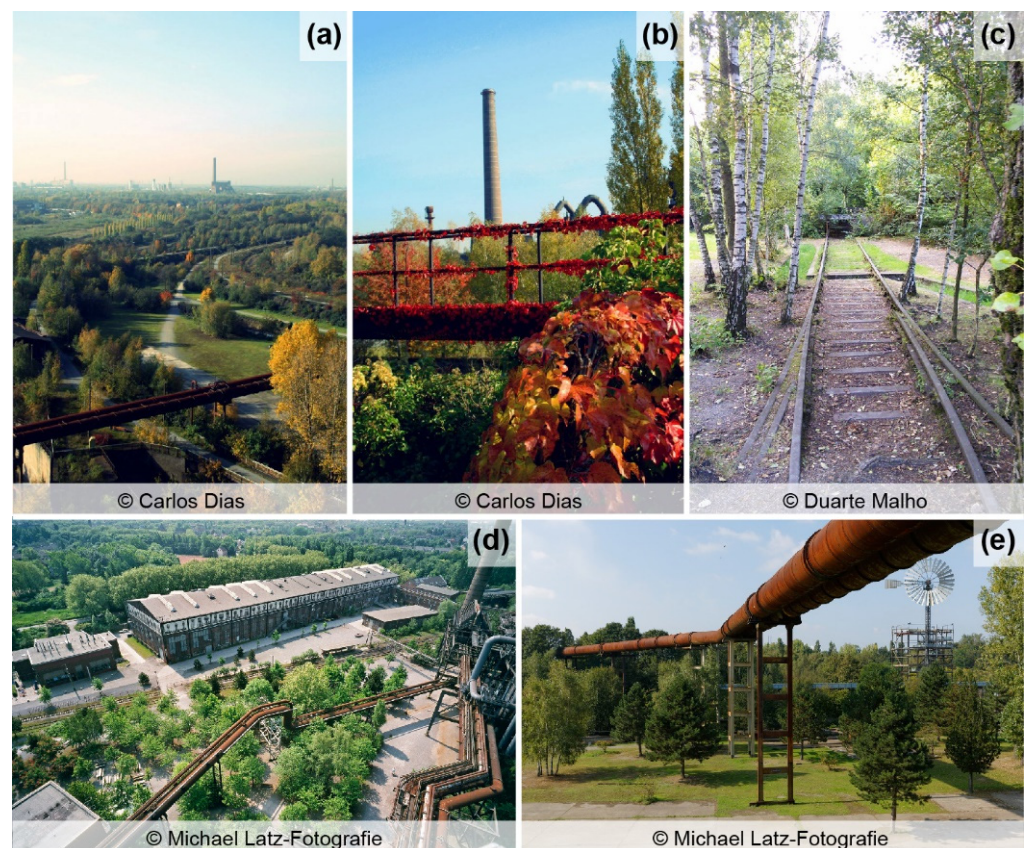 (a)
(b)
(c)
© Carlos Dias
© Carlos Dias
© Duarte Malho
(d)
(e)
© Michael Latz-Fotografie
© Michael Latz-Fotografie